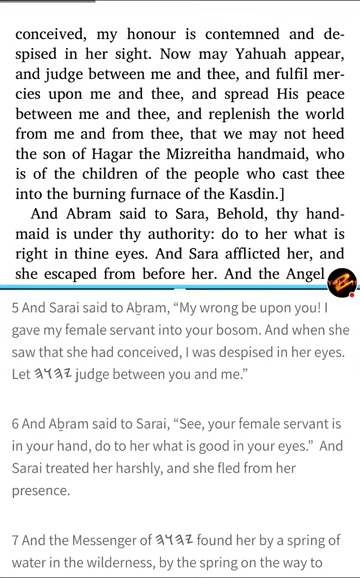 conceived, my honour is contemned and de-
spised in her sight. Now may Yahuah appear,
and judge between me and thee, and fulfil mer-
cies upon me and thee, and spread His peace
between me and thee, and replenish the world
from me and from thee, that we may not heed
the son of Hagar the Mizreitha handmaid, who
is of the children of the people who cast thee
into the burning furnace of the Kasdin.]
And Abram said to Sara, Behold, thy hand-
maid is under thy authority: do to her what is
right in thine eyes. And Sara afflicted her, and
she escaped from before her. And the Angel
5 And Sarai said to Aḇram, “My wrong be upon you! I
gave my female servant into your bosom. And when she
saw that she had conceived, I was despised in her eyes.
Let 𐤉𐤄𐤅𐤄 judge between you and me.”
6 And Aḇram said to Sarai, “See, your female servant is
in your hand, do to her what is good in your eyes.” And
Sarai treated her harshly, and she fled from her
presence.
7 And the Messenger of 𐤉𐤄𐤅𐤄 found her by a spring of
water in the wilderness, by the spring on the way to